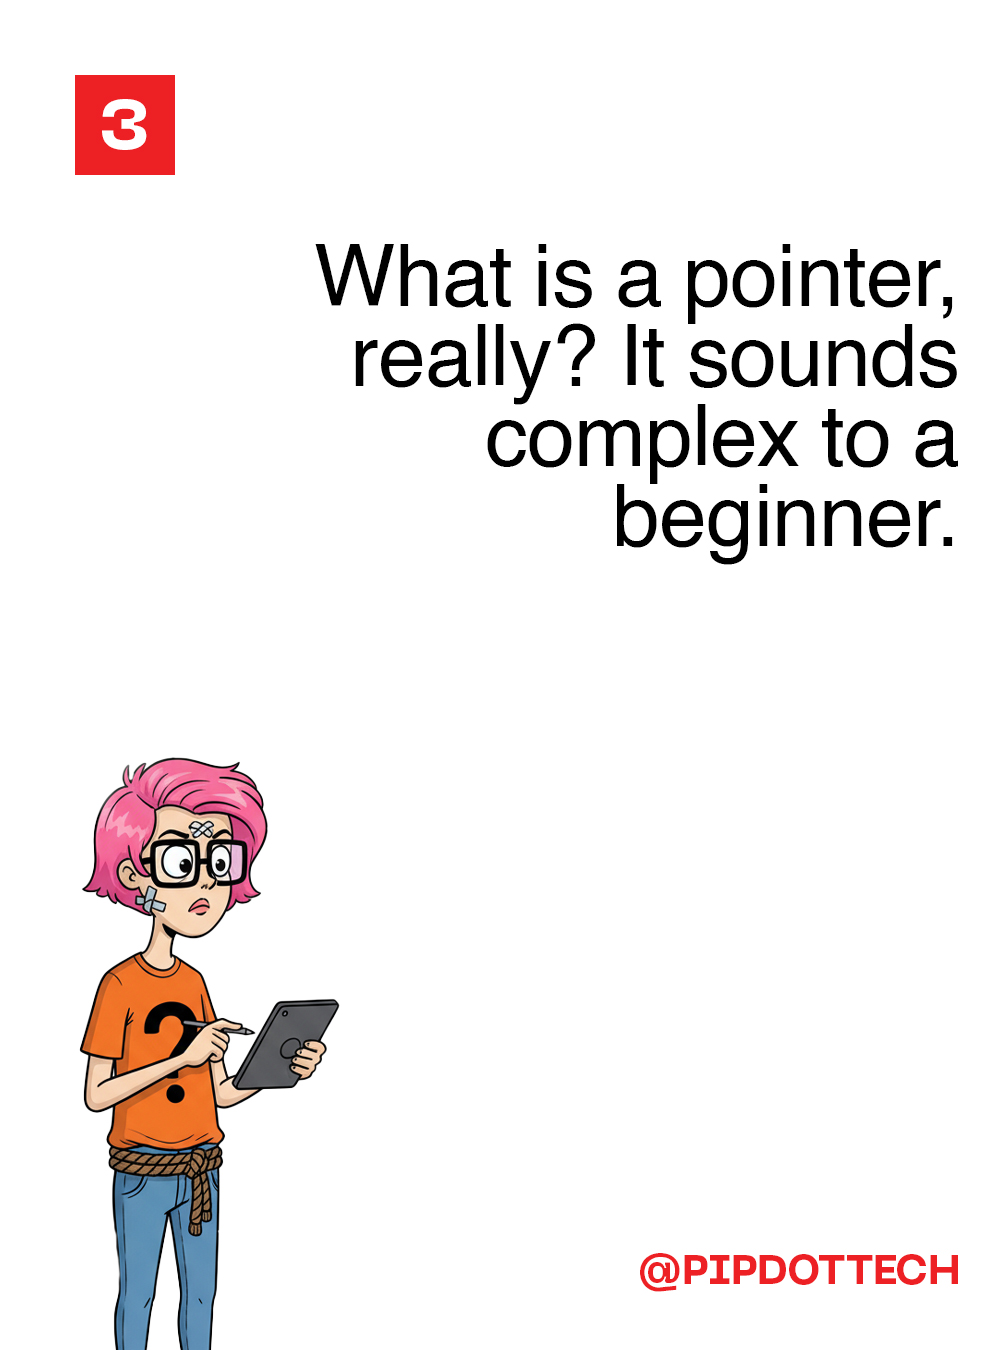 3
What is a pointer,
really? It sounds
complex to a
beginner.
?
@PIPDOTTECH